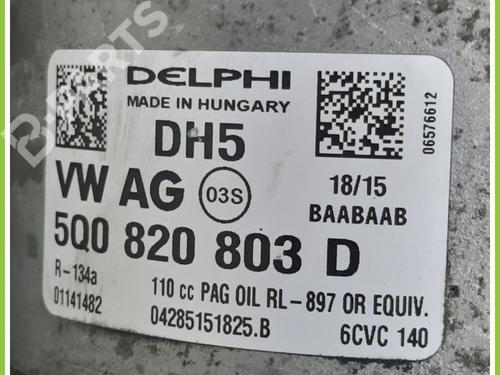 B-PARTS
DELPHI
MADE IN HUNGARY
DH5
06576612
VW AG 03S
18/15
BAABAAB
5Q0 820 803 D
R-134a 110 cc PAG OIL RL-897 OR EQUIV.
01141482 04285151825.B 6CVC 140